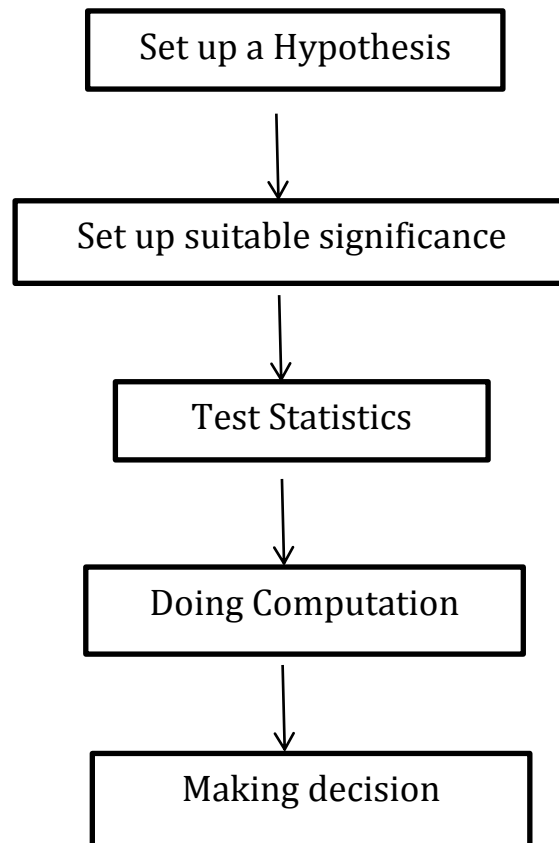 Set up a Hypothesis
Set up suitable significance
Test Statistics
Doing Computation
Making decision